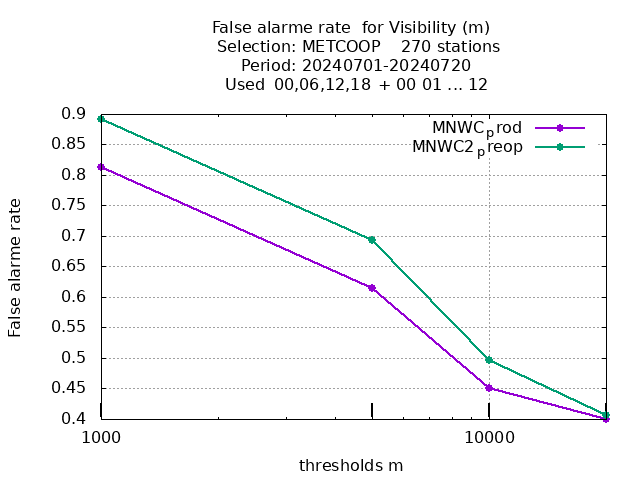 False alarme rate  for Visibility (m)
Selection: METCOOP    270 stations
Period: 20240701-20240720
Used  00,06,12,18  + 00 01 ... 12
MNWCprod
MNWC2preop
0.9
0.85
0.8
0.75
0.7
0.65
0.6
0.55
0.5
0.45
0.4
False alarme rate
1000
10000
thresholds m